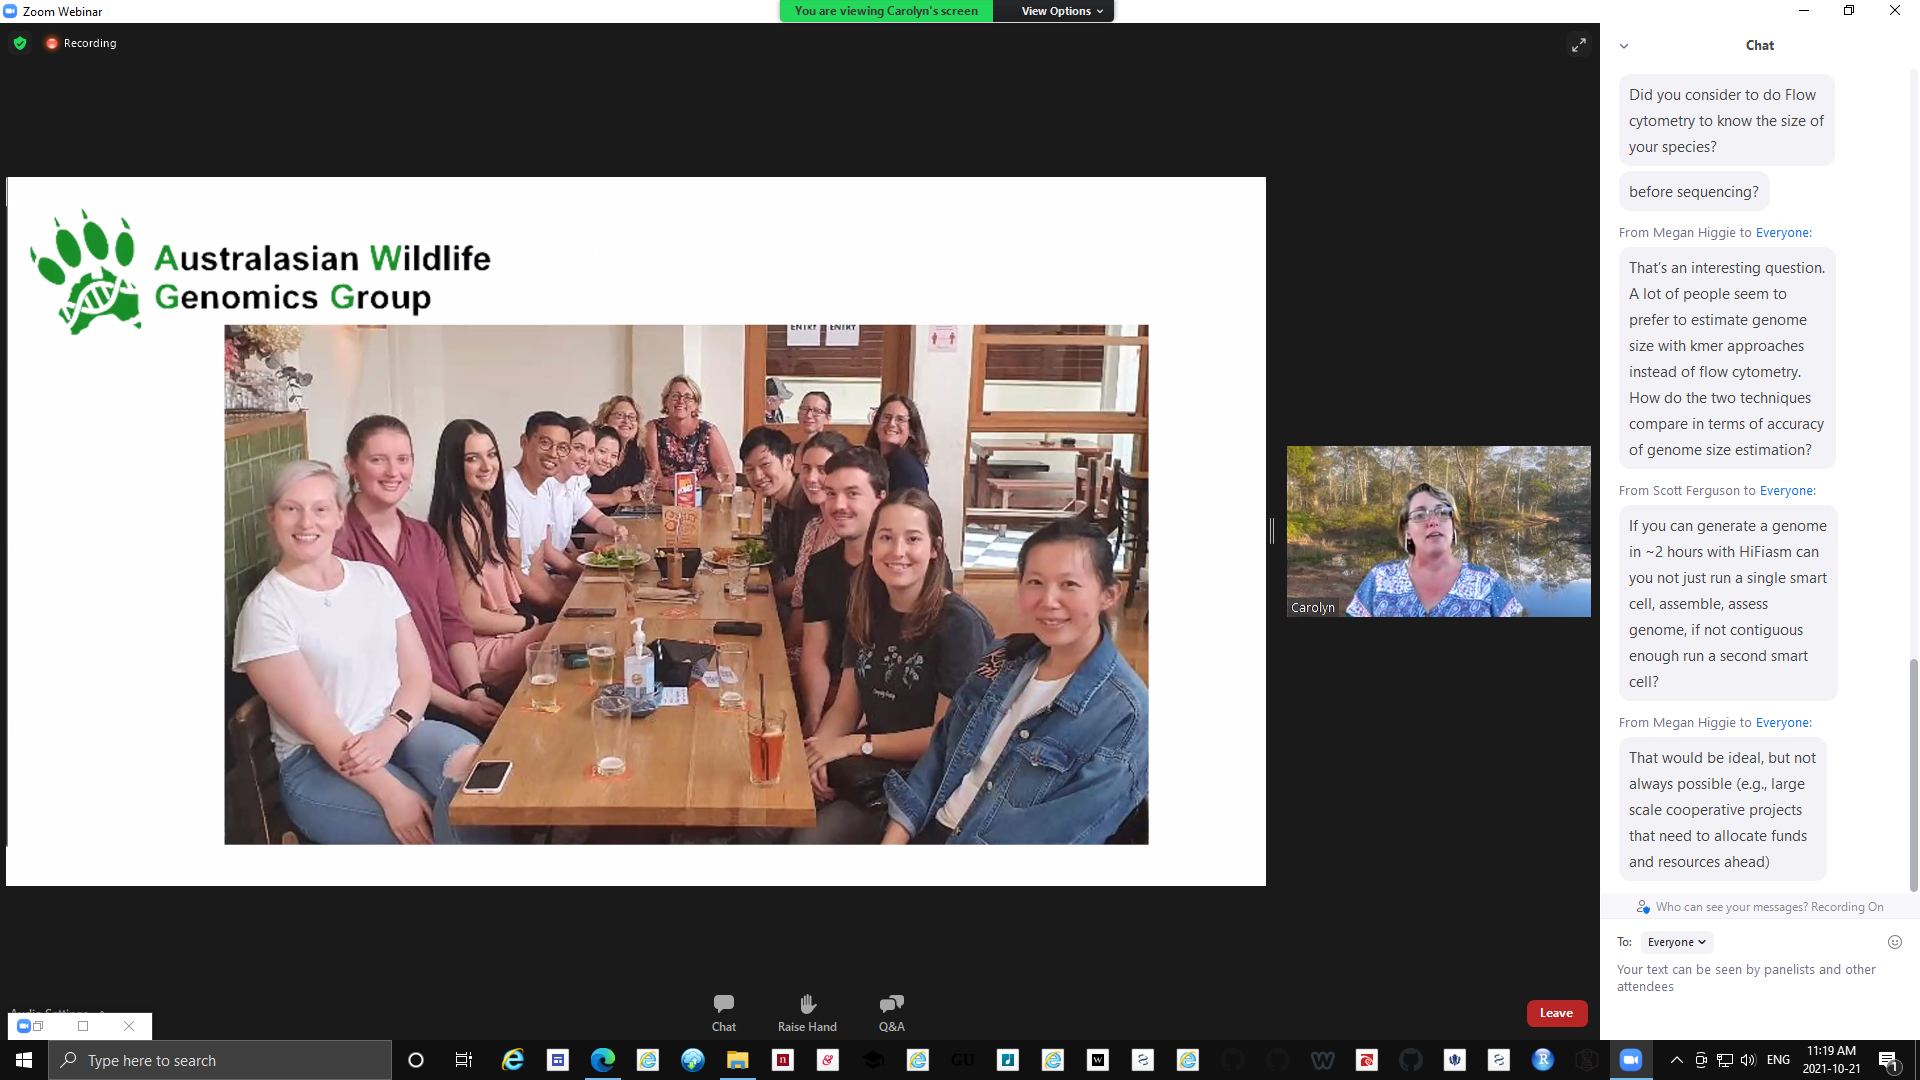 Zoom Webinar
You are viewing Carolyn's screen
View Options
Recording
Australasian Wildlife
Genomics Group
ENTRY ENTRY
Carolyn
Chat
Did you consider to do Flow
cytometry to know the size of
your species?
before sequencing?
From Megan Higgie to Everyone:
That's an interesting question.
A lot of people seem to
prefer to estimate genome
size with kmer approaches
instead of flow cytometry.
How do the two techniques
compare in terms of accuracy
of genome size estimation?
From Scott Ferguson to Everyone:
If you can generate a genome
in ~2 hours with HiFiasm can
you not just run a single smart
cell, assemble, assess
genome, if not contiguous
enough run a second smart
cell?
From Megan Higgie to Everyone:
That would be ideal, but not
always possible (e.g., large
scale cooperative projects
that need to allocate funds
and resources ahead)
Who can see your messages? Recording On
To: Everyone
Your text can be seen by panelists and other
attendees
Chat
Raise Hand
Q&A
Leave
Type here to search
GU
ENG
11:19 AM
2021-10-21
1